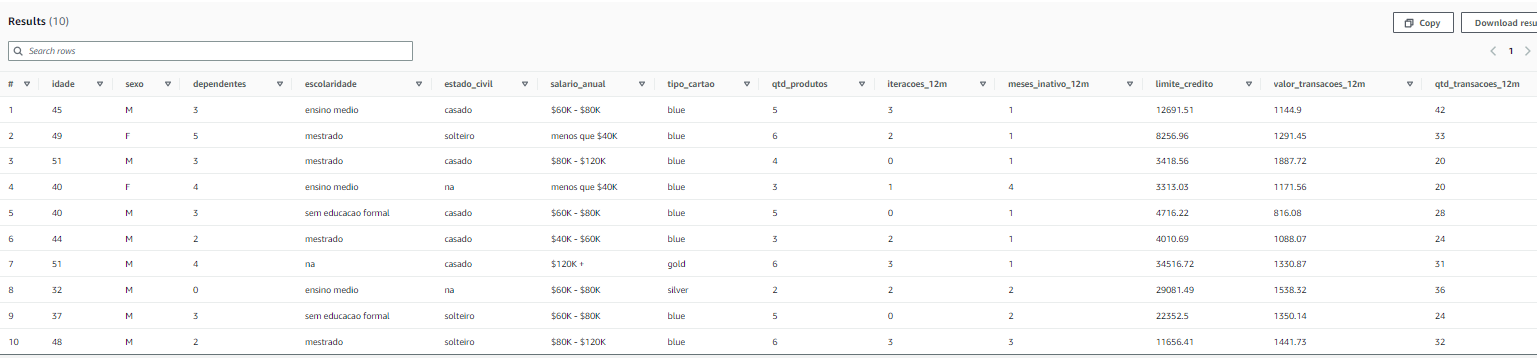 Results (10)
Copy
Download resu
Search rows
1
# idade sexo dependentes escolaridade estado_civil salario_anual tipo_cartao qtd_produtos iteracoes_12m meses_inativo_12m limite_credito valor_transacoes_12m qtd_transacoes_12m
1 45 M 3 ensino medio casado $60K - $80K blue 5 3 1 12691.51 1144.9 42
2 49 F 5 mestrado solteiro menos que $40K blue 6 2 1 8256.96 1291.45 33
3 51 M 3 mestrado casado $80K - $120K blue 4 0 1 3418.56 1887.72 20
4 40 F 4 ensino medio na menos que $40K blue 3 1 4 3313.03 1171.56 20
5 40 M 3 sem educacao formal casado $60K - $80K blue 5 0 1 4716.22 816.08 28
6 44 M 2 mestrado casado $40K - $60K blue 3 2 1 4010.69 1088.07 24
7 51 M 4 na casado $120K + gold 6 3 1 34516.72 1330.87 31
8 32 M 0 ensino medio na $60K - $80K silver 2 2 2 29081.49 1538.32 36
9 37 M 3 sem educacao formal solteiro $60K - $80K blue 5 0 2 22352.5 1350.14 24
10 48 M 2 mestrado solteiro $80K - $120K blue 6 3 3 11656.41 1441.73 32